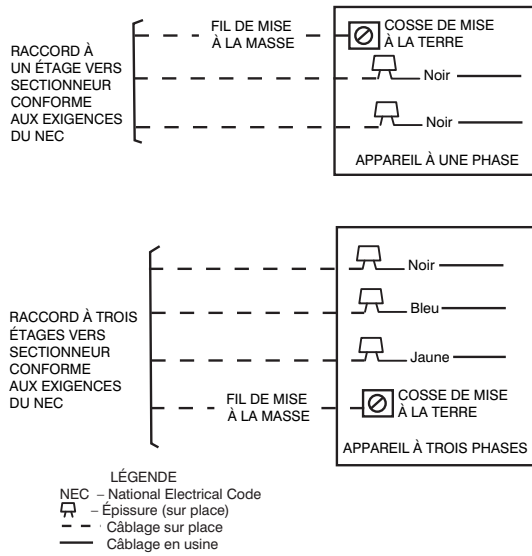 RACCORD À
UN ÉTAGE VERS
SECTIONNEUR
CONFORME
AUX EXIGENCES
DU NEC
FIL DE MISE
À LA MASSE
COSSE DE MISE
À LA TERRE
Noir
Noir
APPAREIL À UNE PHASE
RACCORD À TROIS
ÉTAGES VERS
SECTIONNEUR
CONFORME
AUX EXIGENCES
DU NEC
Noir
Bleu
Jaune
FIL DE MISE
À LA MASSE
COSSE DE MISE
À LA TERRE
APPAREIL À TROIS PHASES
LÉGENDE
NEC – National Electrical Code
– Épissure (sur place)
Câblage sur place
Câblage en usine